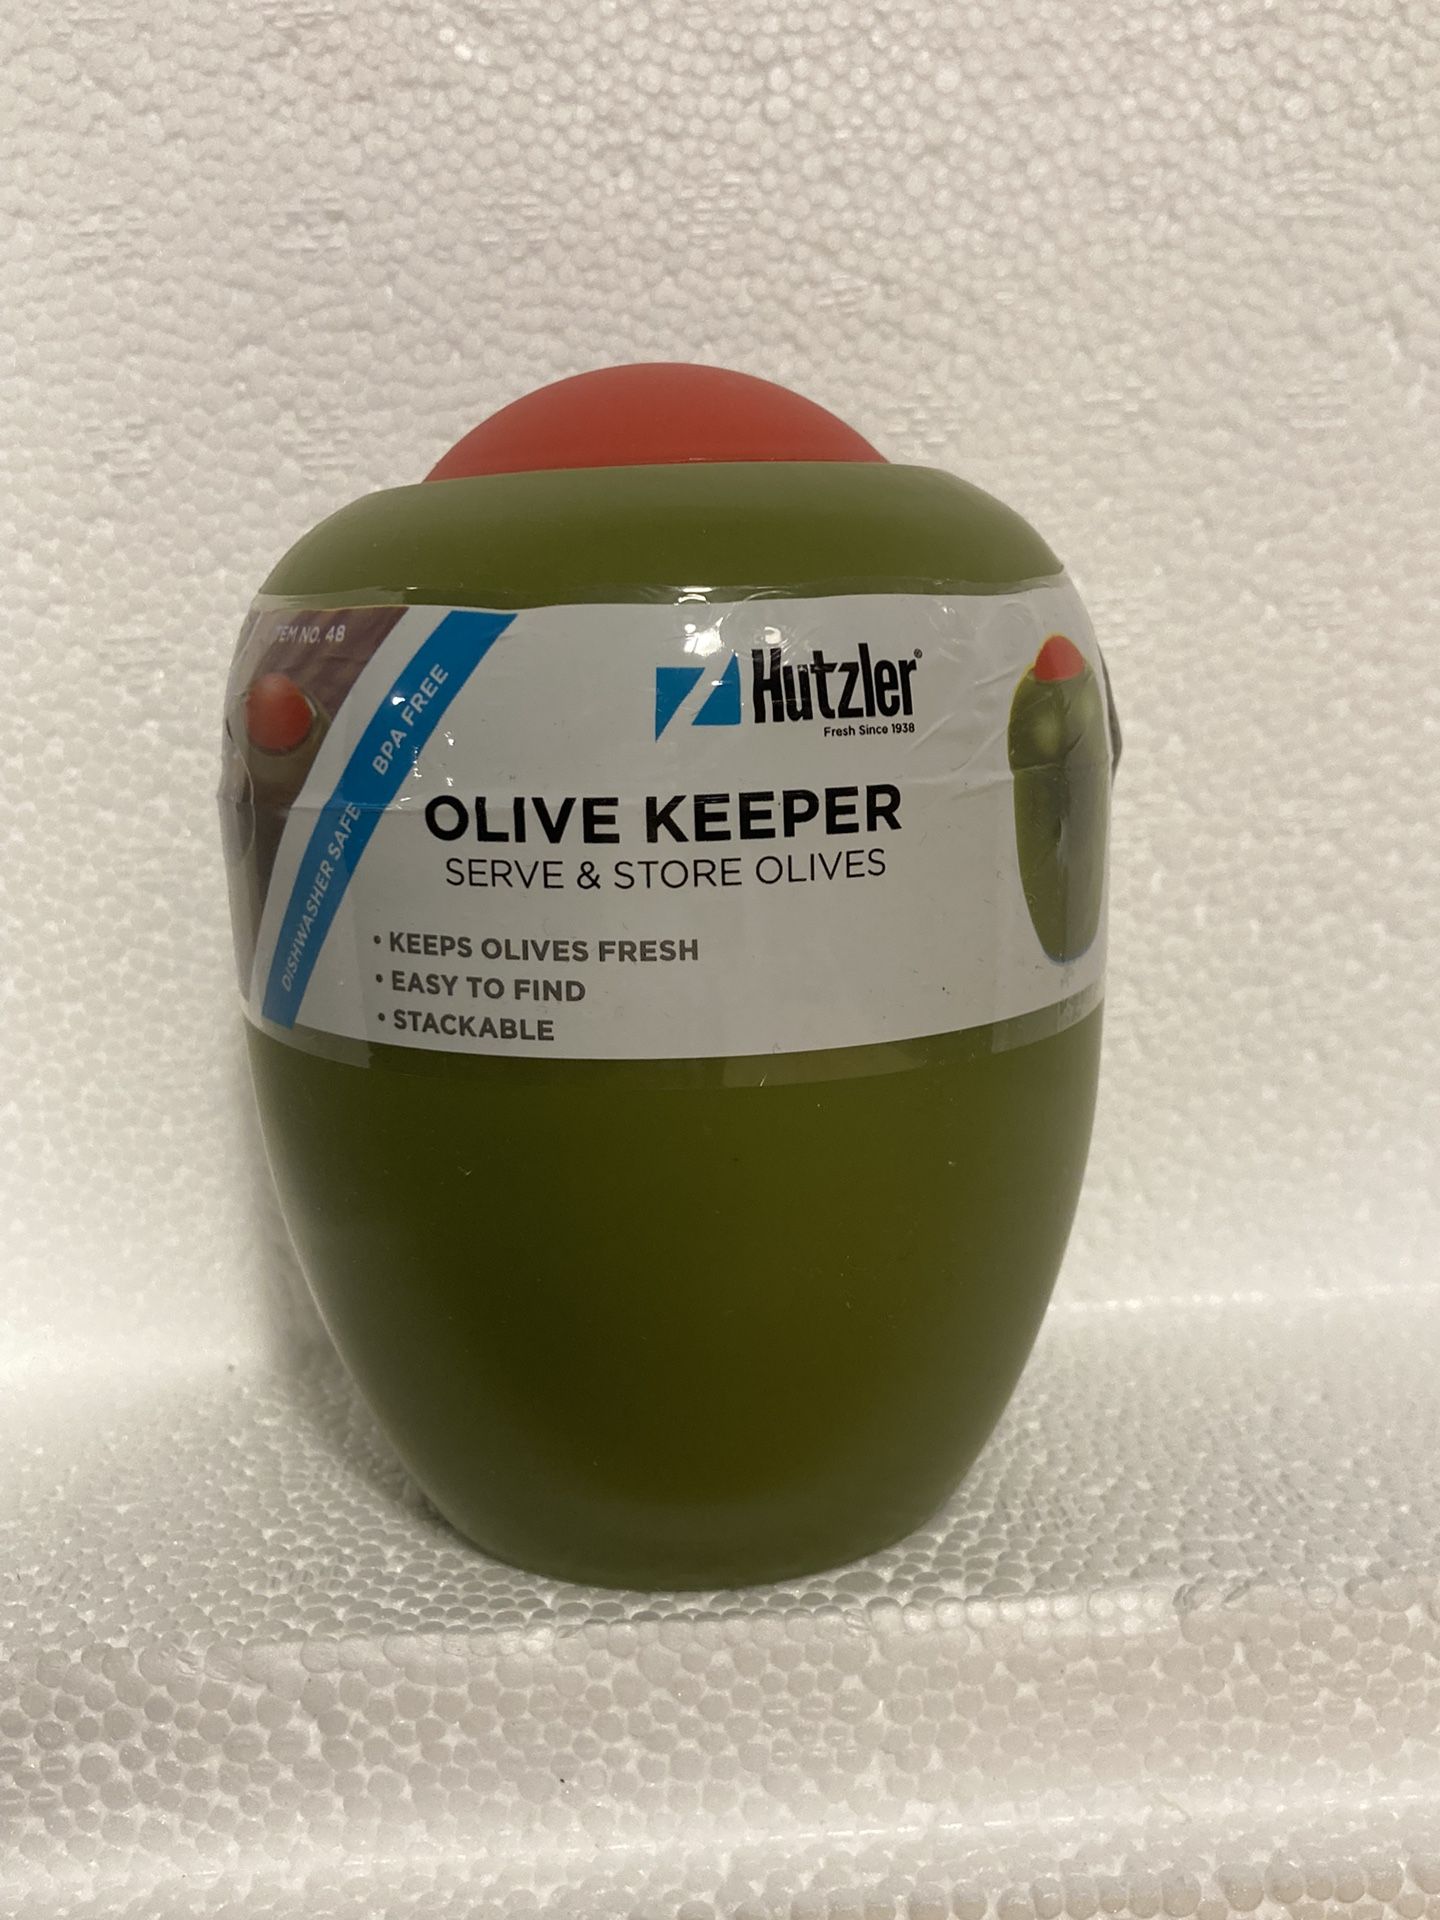 ITEM NO. 48
BPA FREE
DISHWASHER SAFE
Hutzler®
Fresh Since 1938
OLIVE KEEPER
SERVE & STORE OLIVES
• KEEPS OLIVES FRESH
• EASY TO FIND
• STACKABLE